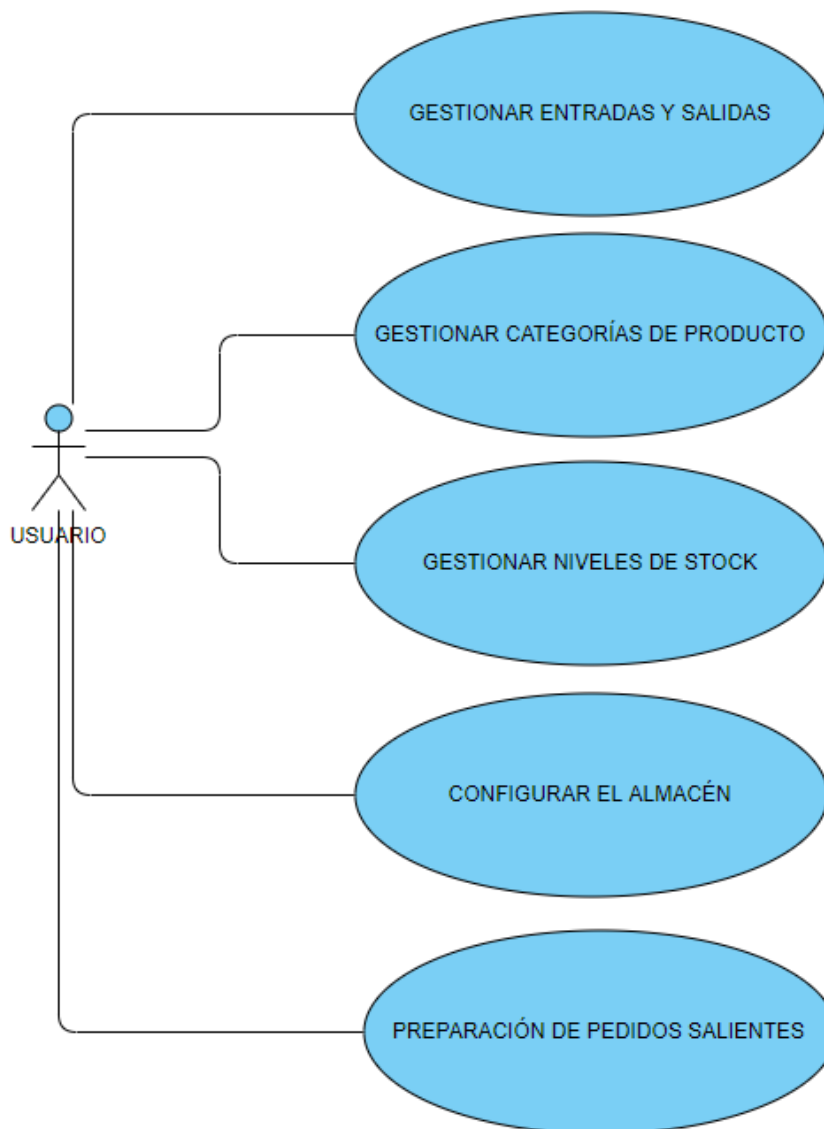 GESTIONAR ENTRADAS Y SALIDAS
GESTIONAR CATEGORÍAS DE PRODUCTO
USUARIO
GESTIONAR NIVELES DE STOCK
CONFIGURAR EL ALMACÉN
PREPARACIÓN DE PEDIDOS SALIENTES